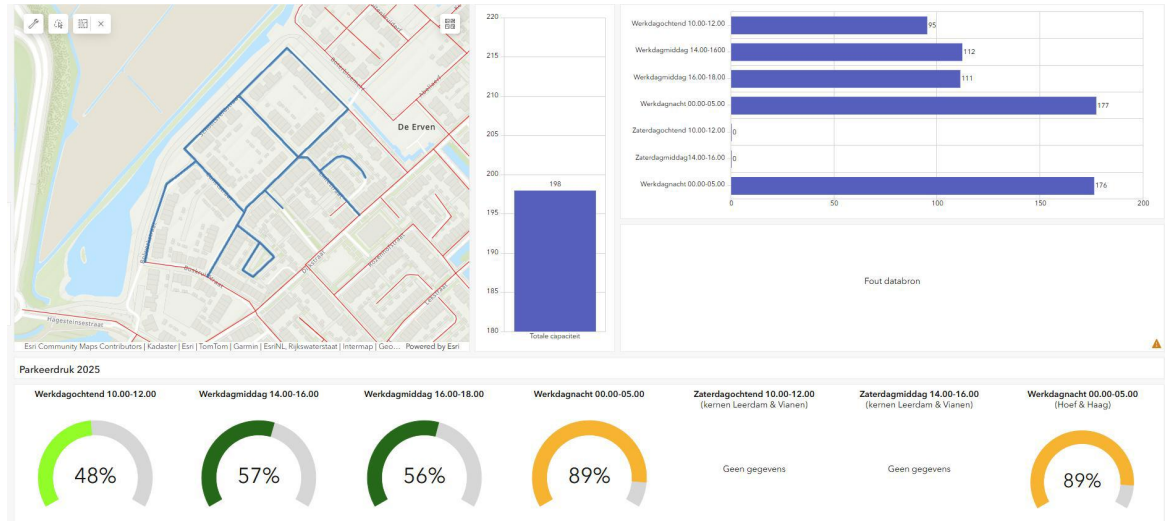 De Erven
Hagesteinsestraat
Esri Community Maps Contributors | Kadaster | Esri | TomTom | Garmin | EsriNL, Rijkswaterstaat | Intermap | Geo... Powered by Esri
220
215
210
205
200
195
190
185
180
198
Totale capaciteit
Werkdagochtend 10.00-12.00
95
Werkdagmiddag 14.00-1600
112
Werkdagmiddag 16.00-18.00
111
Werkdagnacht 00.00-05.00
177
Zaterdagochtend 10.00-12.00
0
Zaterdagmiddag14.00-16.00
0
Werkdagnacht 00.00-05.00
176
0 50 100 150 200
Fout databron
Parkeerdruk 2025
Werkdagochtend 10.00-12.00
48%
Werkdagmiddag 14.00-16.00
57%
Werkdagmiddag 16.00-18.00
56%
Werkdagnacht 00.00-05.00
89%
Zaterdagochtend 10.00-12.00
(kernen Leerdam & Vianen)
Geen gegevens
Zaterdagmiddag 14.00-16.00
(kernen Leerdam & Vianen)
Geen gegevens
Werkdagnacht 00.00-05.00
(Hoef & Haag)
89%